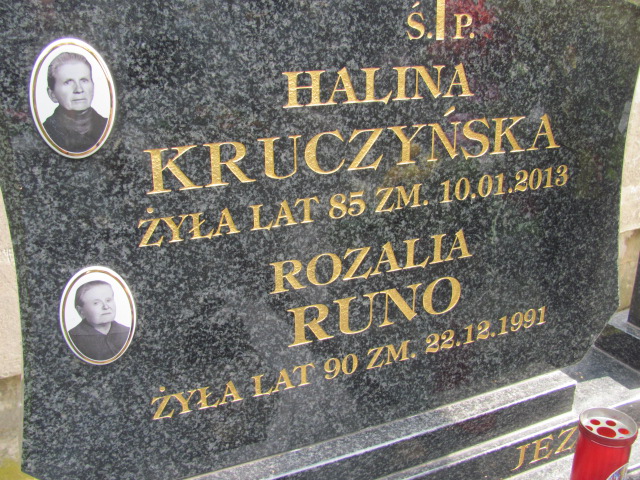 Ś. P.
HALINA
KRUCZYŃSKA
ŻYŁA LAT 85 ZM. 10.01.2013
ROZALIA
RUNO
ŻYŁA LAT 90 ZM. 22.12.1991